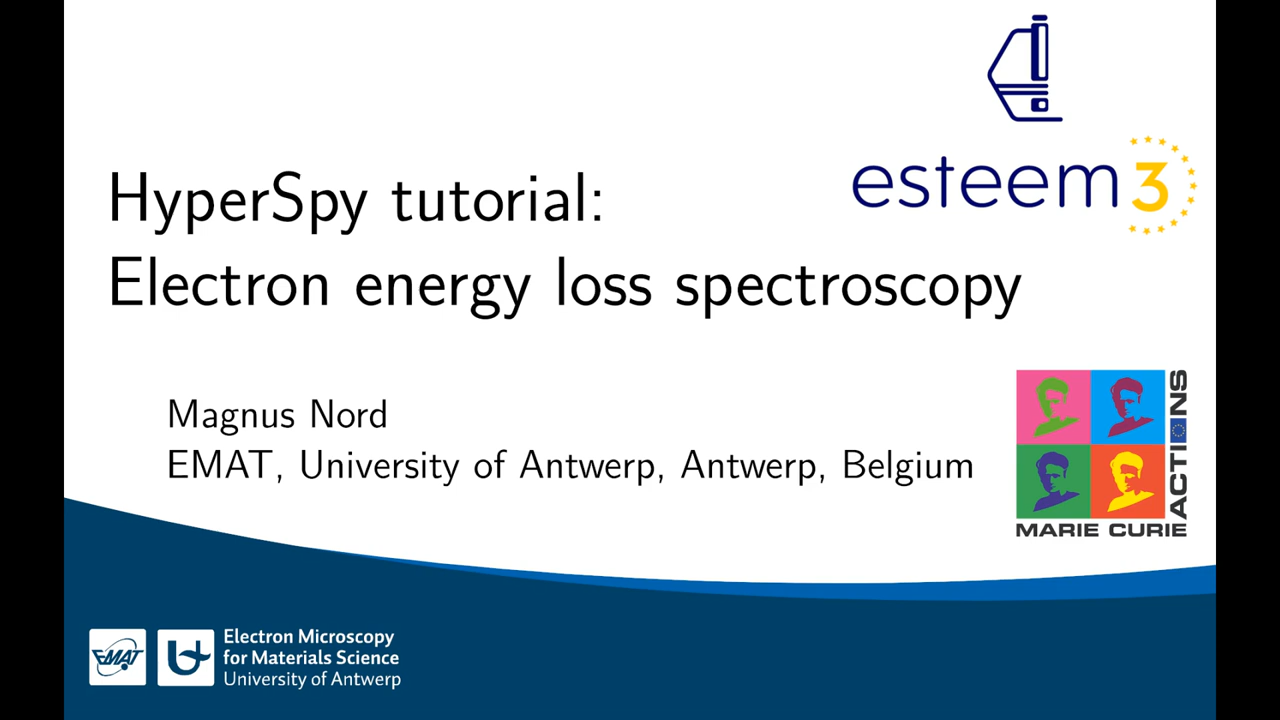 esteem3
HyperSpy tutorial:
Electron energy loss spectroscopy
Magnus Nord
EMAT, University of Antwerp, Antwerp, Belgium
ACTIONS
MARIE CURIE
EMAT
Electron Microscopy
for Materials Science
University of Antwerp